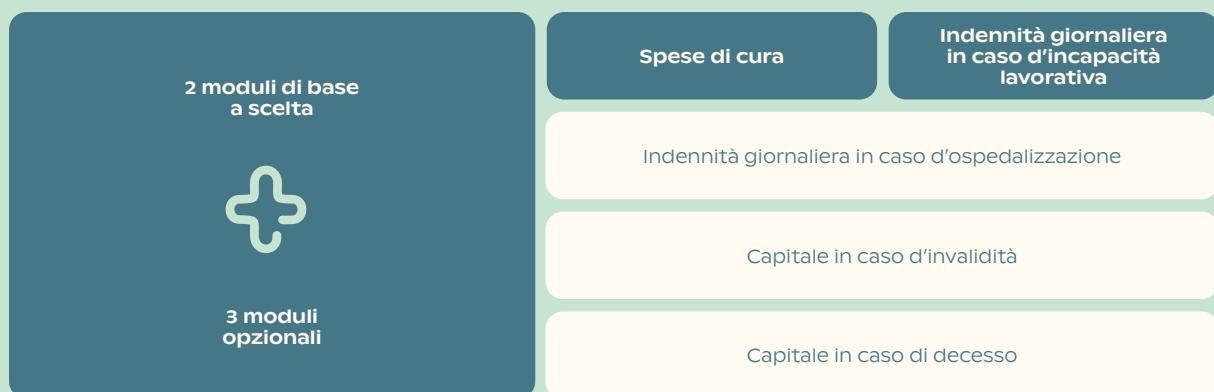 2 moduli di base
a scelta
3 moduli
opzionali
Spese di cura
Indennità giornaliera
in caso d'incapacità
lavorativa
Indennità giornaliera in caso d'ospedalizzazione
Capitale in caso d'invalidità
Capitale in caso di decesso